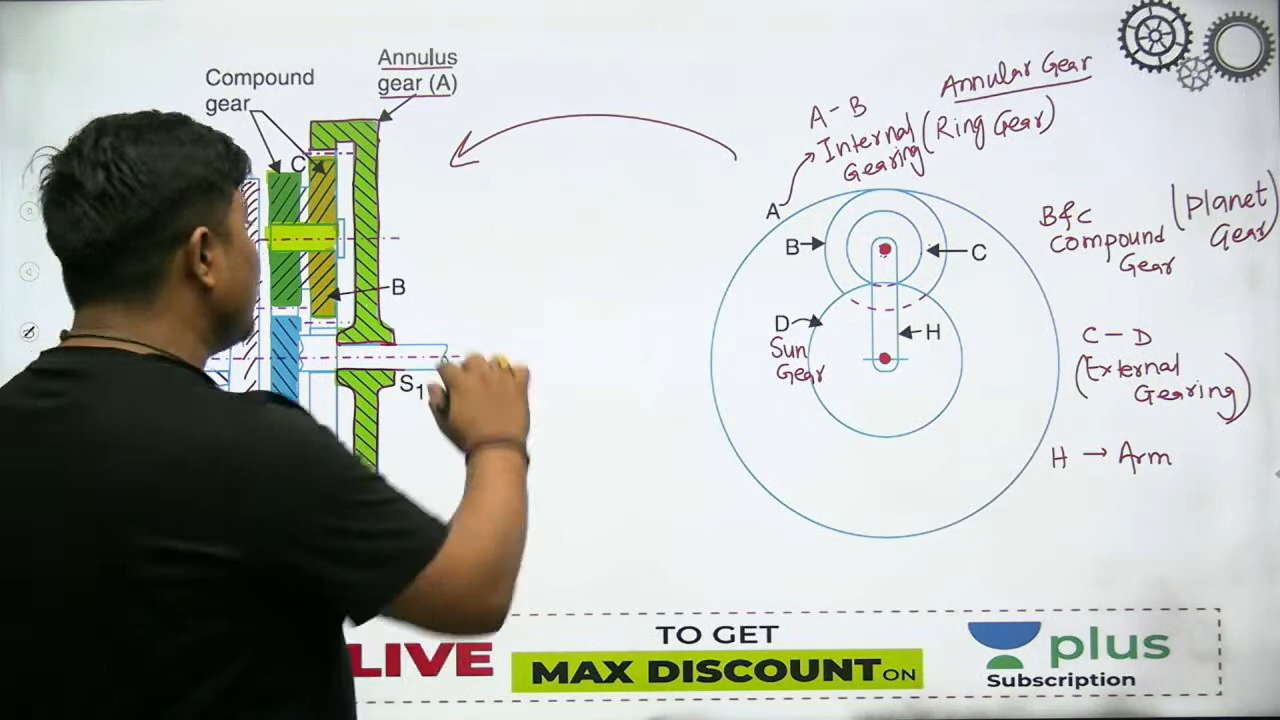 Annulus
gear (A)
Compound
gear
C
B
S1
Annular Gear
A - B
Internal (Ring Gear)
Gearing
A
B
C
D
Sun
Gear
H
B & C (Planet
Compound Gear)
Gear
C - D
(External
Gearing)
H → Arm
LIVE
TO GET
MAX DISCOUNT ON
plus
Subscription